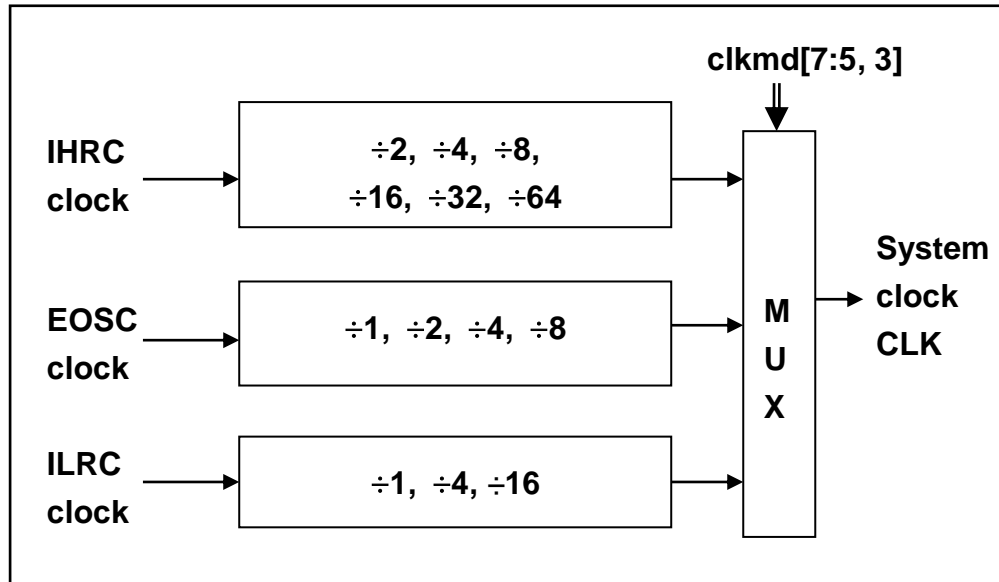 clkmd[7:5, 3]
IHRC
clock
÷2, ÷4, ÷8,
÷16, ÷32, ÷64
EOSC
clock
÷1, ÷2, ÷4, ÷8
ILRC
clock
÷1, ÷4, ÷16
M
U
X
System
clock
CLK